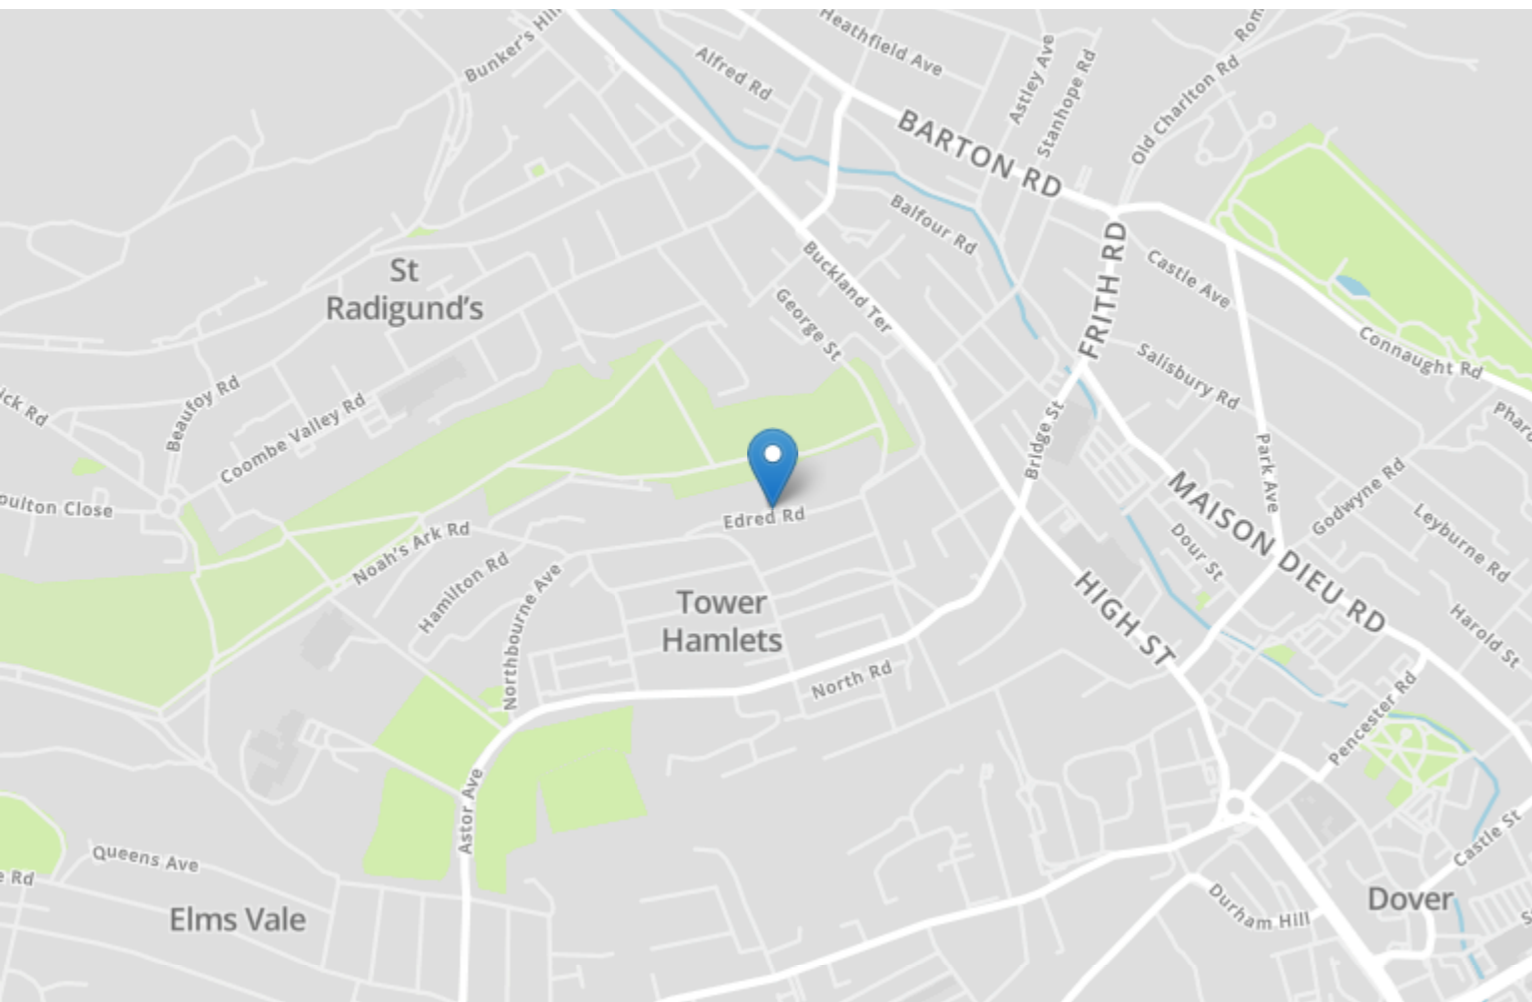 Bunker's Hill
Heathfield Ave
Alfred Rd
Astley Ave
Stanhope Rd
Old Charlton Rd
BARTON RD
Balfour Rd
St
Radigund's
Buckland Ter
George St
FRITH RD
Castle Ave
Salisbury Rd
Connaught Rd
Beaufoy Rd
Coombe Valley Rd
Bridge St
Park Ave
MAISON DIEU RD
Godwyne Rd
Leyburne Rd
Noah's Ark Rd
Edred Rd
Dour St
Hamilton Rd
Northbourne Ave
Tower
Hamlets
HIGH ST
Harold St
North Rd
Pencester Rd
Astor Ave
Castle St
Queens Ave
Rd
Elms Vale
Durham Hill
Dover
Close